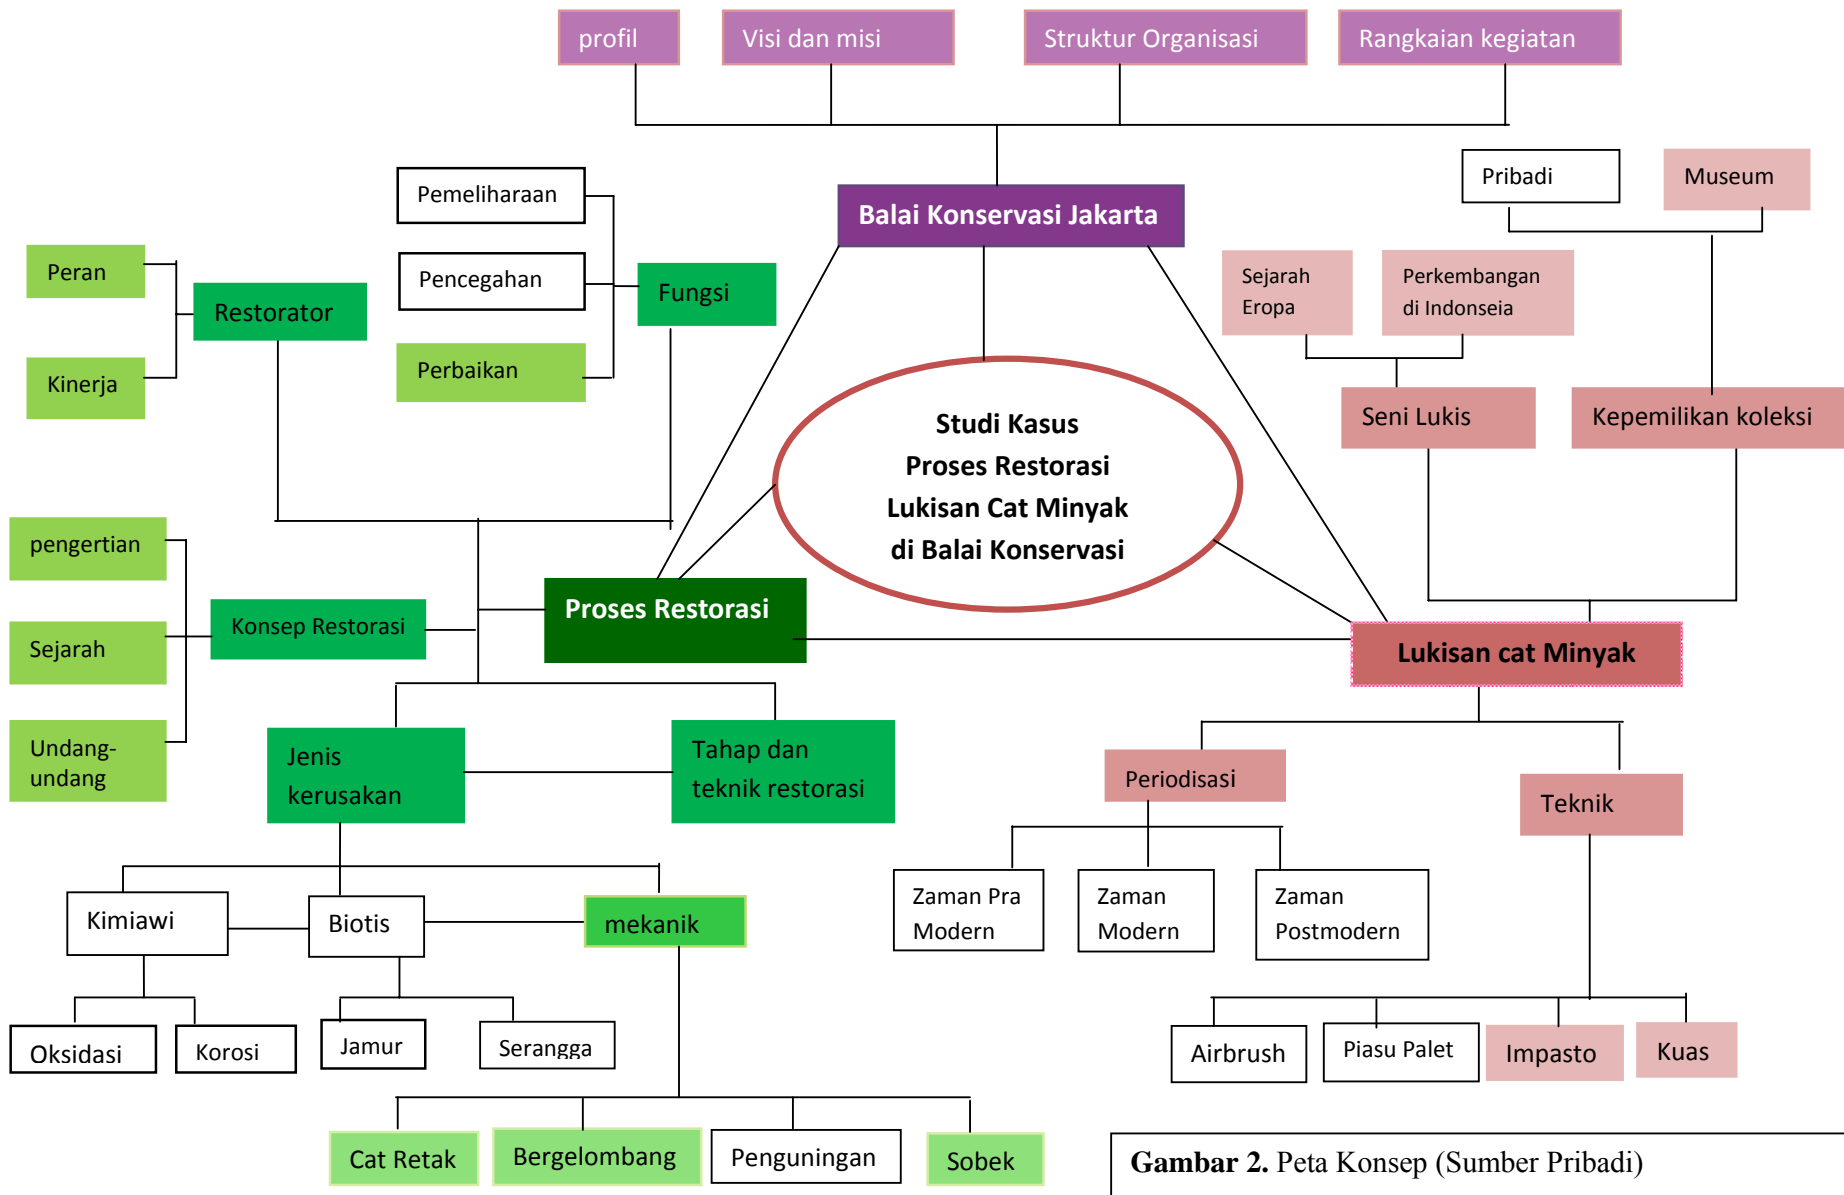 profil
Visi dan misi
Struktur Organisasi
Rangkaian kegiatan
Balai Konservasi Jakarta
Pribadi
Museum
Pemeliharaan
Pencegahan
Perbaikan
Fungsi
Peran
Kinerja
Restorator
Sejarah
Eropa
Perkembangan
di Indonseia
Seni Lukis
Kepemilikan koleksi
Studi Kasus
Proses Restorasi
Lukisan Cat Minyak
di Balai Konservasi
pengertian
Sejarah
Undang-
undang
Konsep Restorasi
Proses Restorasi
Lukisan cat Minyak
Jenis
kerusakan
Tahap dan
teknik restorasi
Periodisasi
Teknik
Kimiawi
Biotis
mekanik
Zaman Pra
Modern
Zaman
Modern
Zaman
Postmodern
Oksidasi
Korosi
Jamur
Serangga
Airbrush
Piasu Palet
Impasto
Kuas
Cat Retak
Bergelombang
Penguningan
Sobek
Gambar 2. Peta Konsep (Sumber Pribadi)